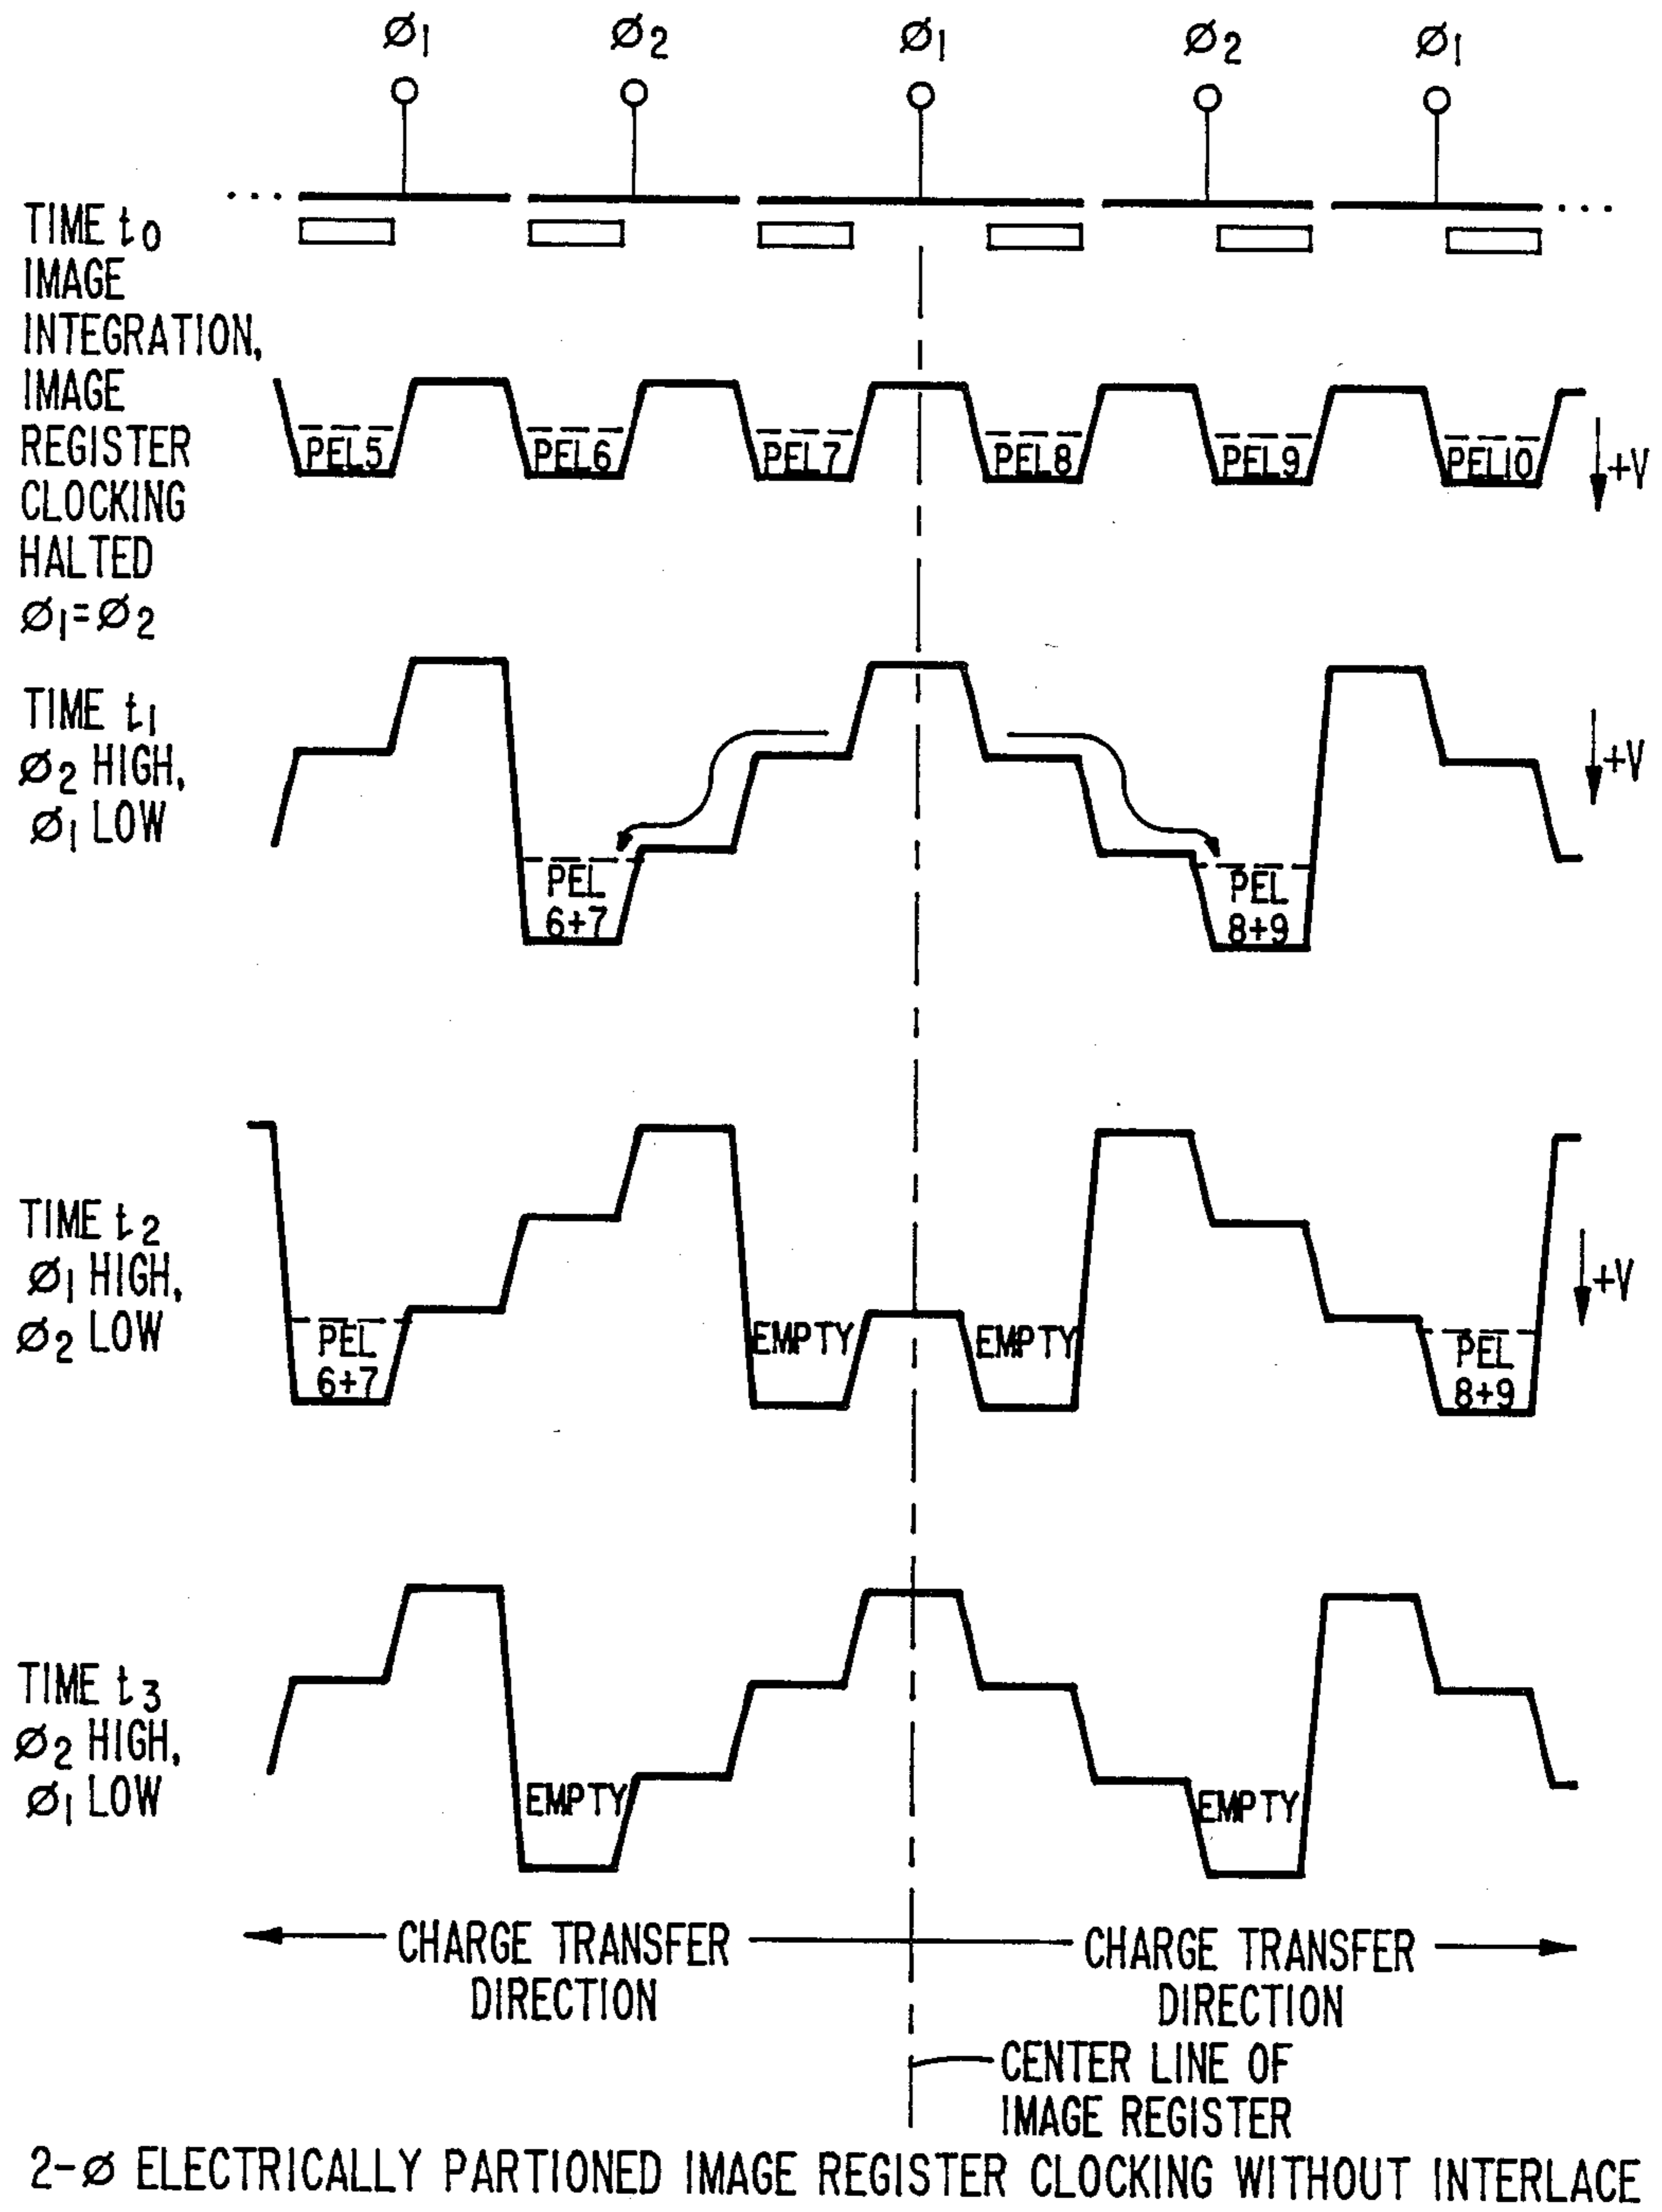 Ø1 Ø2 Ø1 Ø2 Ø1
... ...
TIME t0
IMAGE
INTEGRATION,
IMAGE
REGISTER
CLOCKING
HALTED
Ø1=Ø2
PEL5 PEL6 PEL7 PEL8 PEL9 PEL10
+V
TIME t1
Ø2 HIGH,
Ø1 LOW
PEL
6+7
PEL
8+9
+V
TIME t2
Ø1 HIGH,
Ø2 LOW
PEL
6+7
EMPTY EMPTY
PEL
8+9
+V
TIME t3
Ø2 HIGH,
Ø1 LOW
EMPTY EMPTY
CHARGE TRANSFER
DIRECTION
CHARGE TRANSFER
DIRECTION
CENTER LINE OF
IMAGE REGISTER
2-Ø ELECTRICALLY PARTIONED IMAGE REGISTER CLOCKING WITHOUT INTERLACE